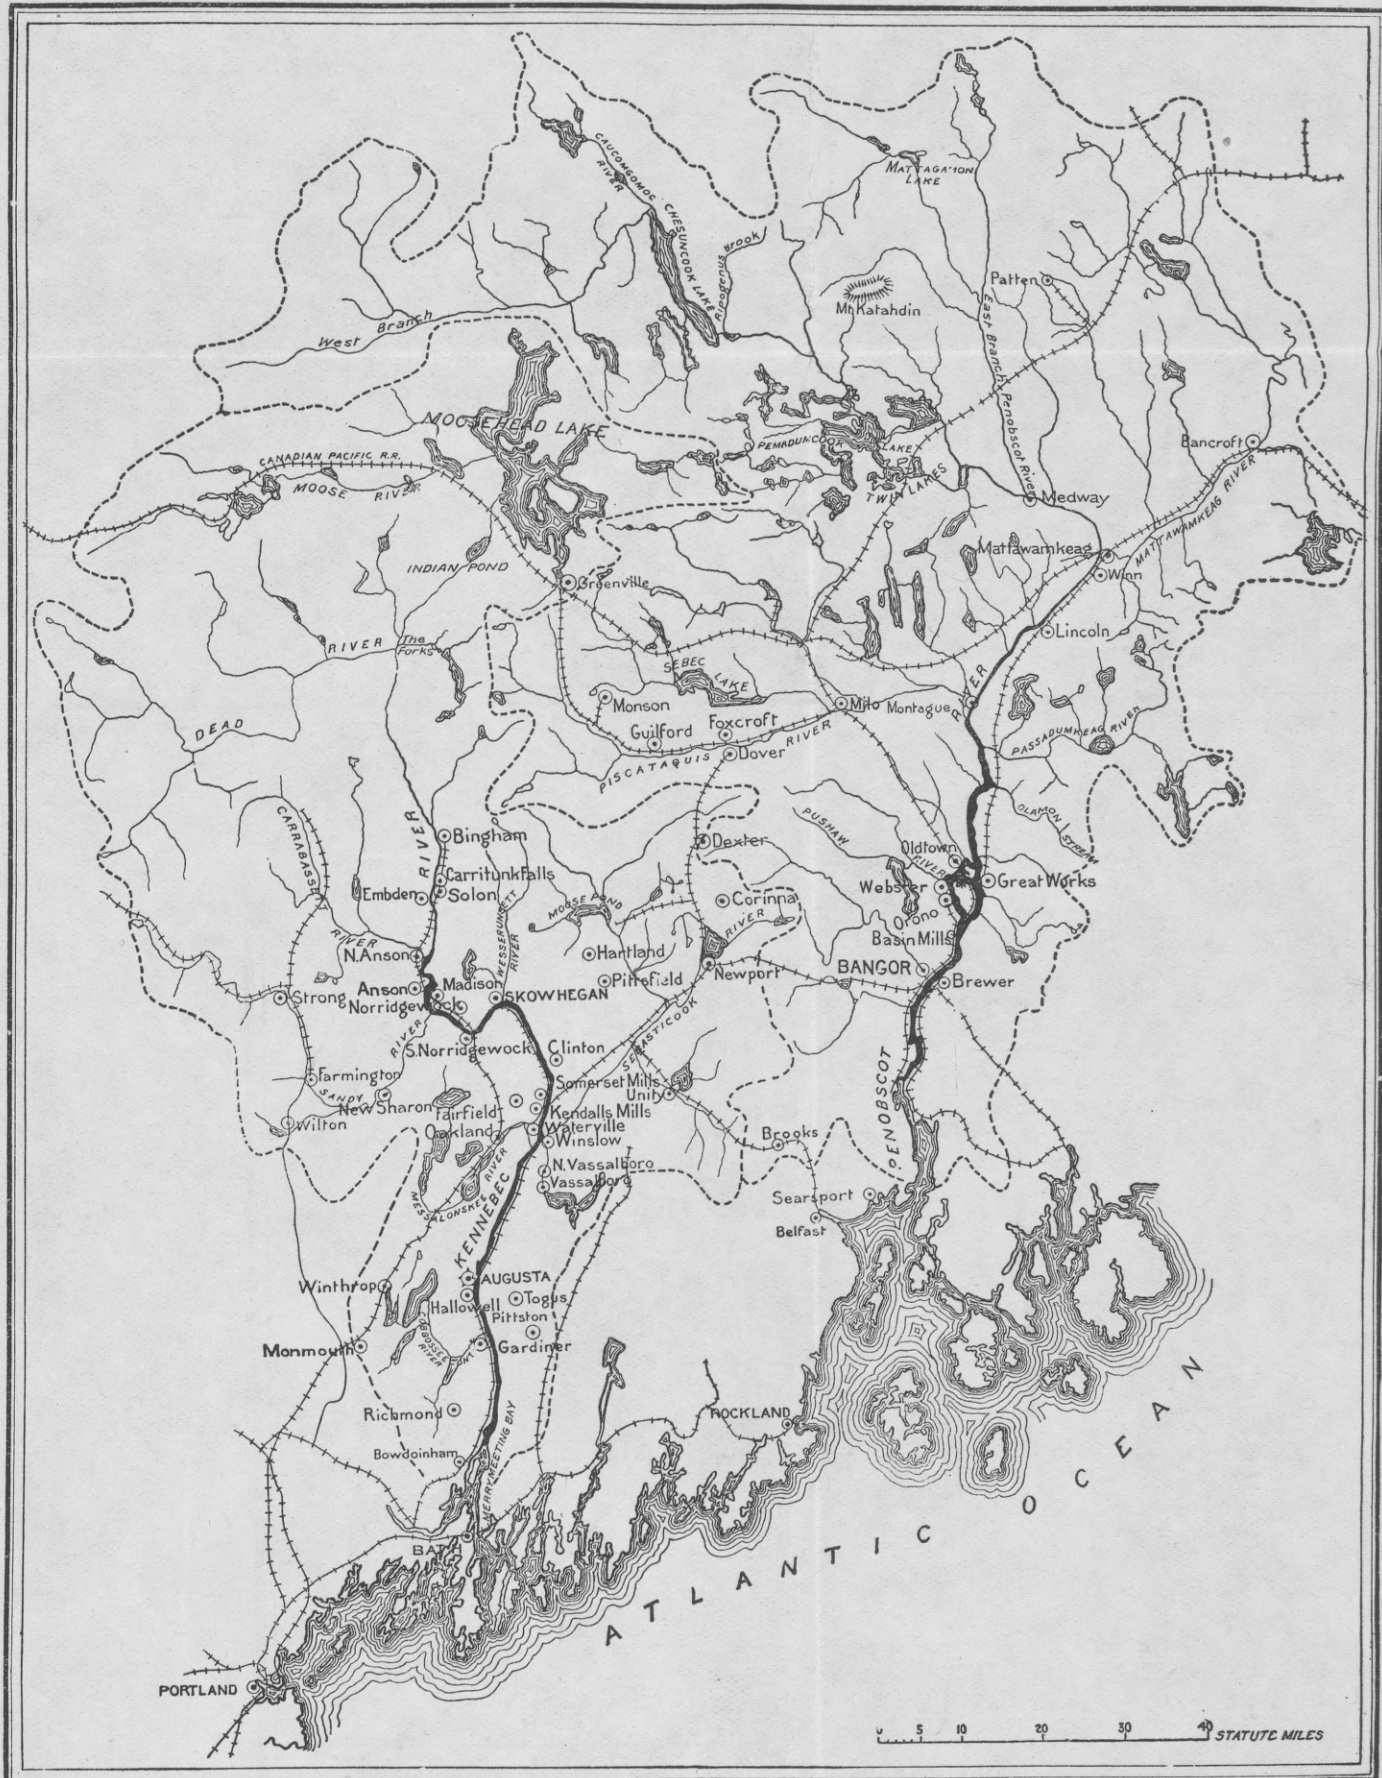 CAUCOMGOMOC
RIVER
CHESUNCOOK LAKE
Ripogenus Brook
MATTAGAMON
LAKE
Patten
Mt. Katahdin
East Branch Penobscot River
West Branch
MOOSEHEAD LAKE
PEMADUMCOOK LAKE
TWIN LAKES
Bancroft
CANADIAN PACIFIC R.R.
MOOSE RIVER
Medway
MATTAWAMKEAG RIVER
Mattawamkeag
Winn
INDIAN POND
Greenville
Lincoln
RIVER
The
Forks
SEBEC
LAKE
DEAD
Monson
Milo
Montague
RIVER
Guilford
Foxcroft
PISCATAQUIS RIVER
Dover
PASSADUMKEAG RIVER
CARRABASSE
RIVER
RIVER
Bingham
PUSHAW
RIVER
OLAMON STREAM
Dexter
Oldtown
Carritunk Falls
Solon
Embden
WESSERUNSETT
RIVER
MOOSE POND
Corinna
Webster
Great Works
Orono
Basin Mills
RIVER
N. Anson
Hartland
Newport
BANGOR
Brewer
Anson
Madison
Pittsfield
Strong
Norridgewock
SKOWHEGAN
RIVER
S. Norridgewock
Clinton
SEBASTICOOK
Farmington
SANDY
New Sharon
Somerset Mills
Unity
Wilton
Fairfield
Kendalls Mills
Oakland
Waterville
Winslow
Brooks
PENOBSCOT
N. Vassalboro
Vassalboro
MESSALONSKEE RIVER
KENNEBEC
Searsport
Belfast
Winthrop
AUGUSTA
Hallowell
Togus
Pittston
COBBOSSEE
RIVER
Monmouth
Gardiner
Richmond
ROCKLAND
Bowdoinham
MERRYMEETING BAY
BATH
ATLANTIC OCEAN
PORTLAND
0 5 10 20 30 40 STATUTE MILES